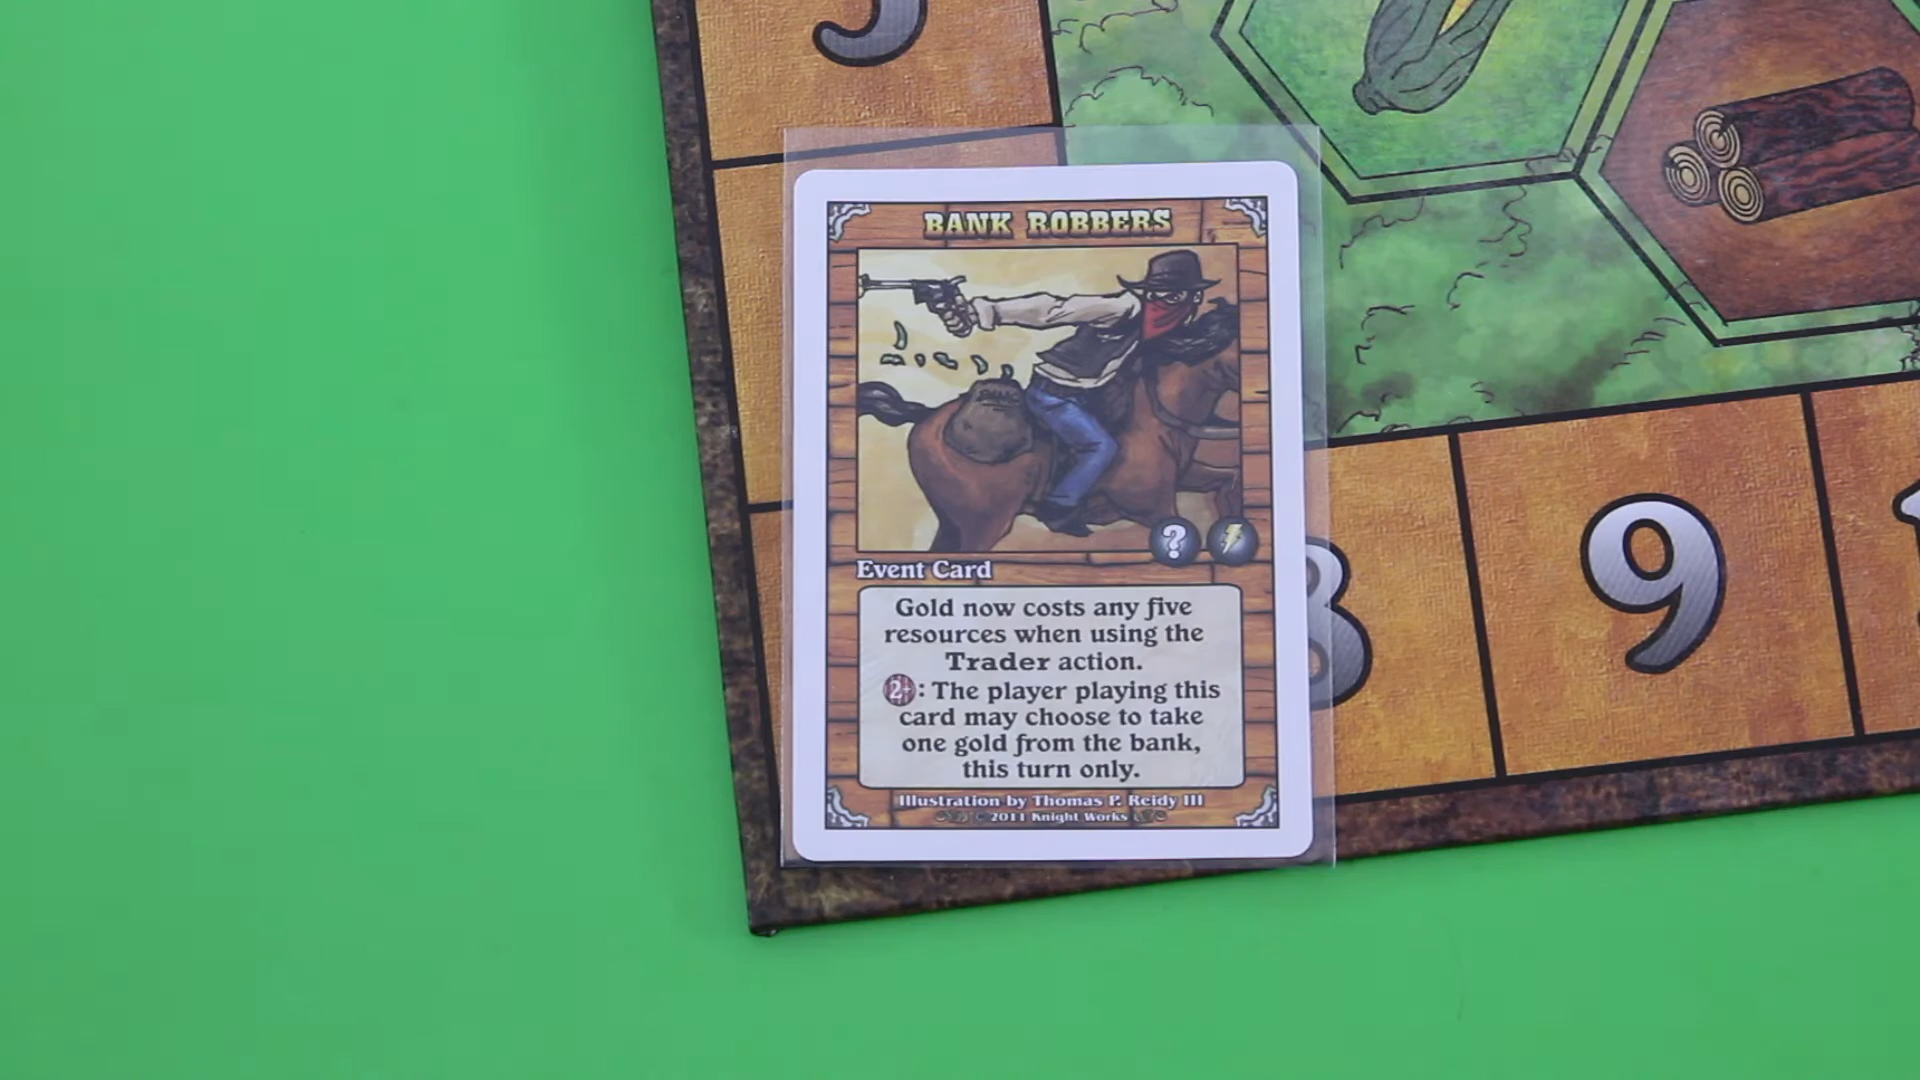 BANK ROBBERS
Event Card
Gold now costs any five
resources when using the
Trader action.
2+: The player playing this
card may choose to take
one gold from the bank,
this turn only.
Illustration by Thomas P. Reidy III
© 2011 Knight Works
8
9